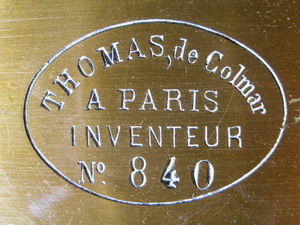 THOMAS, de Colmar
A PARIS
INVENTEUR
No. 840